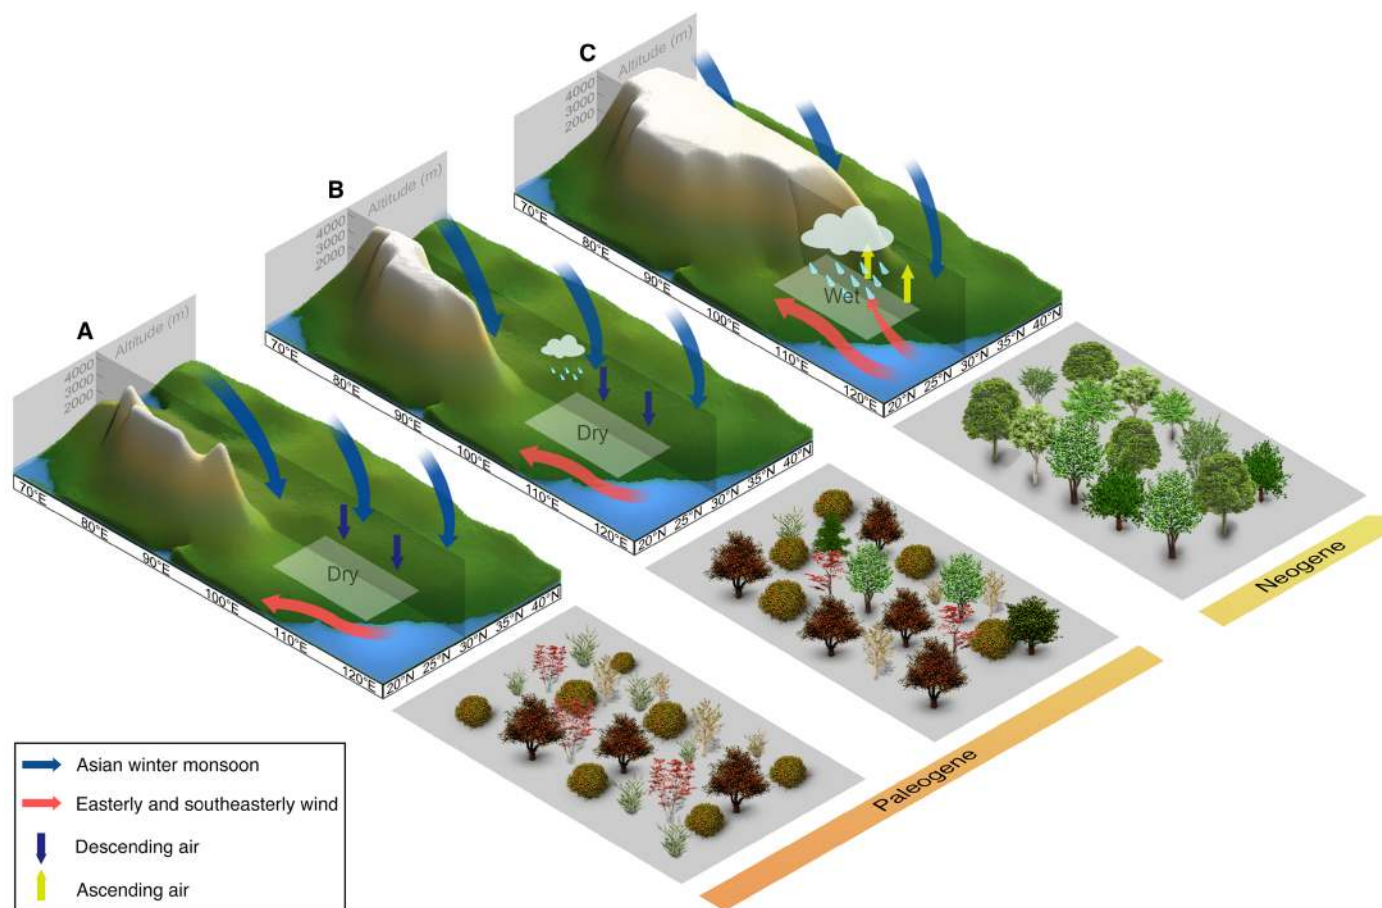 C
Altitude (m)
4000
3000
2000
70°E
80°E
90°E
100°E
110°E
120°E
20°N
25°N
30°N
35°N
40°N
Wet
B
Altitude (m)
4000
3000
2000
70°E
80°E
90°E
100°E
110°E
120°E
20°N
25°N
30°N
35°N
40°N
Dry
A
Altitude (m)
4000
3000
2000
70°E
80°E
90°E
100°E
110°E
120°E
20°N
25°N
30°N
35°N
40°N
Dry
Neogene
Paleogene
Asian winter monsoon
Easterly and southeasterly wind
Descending air
Ascending air